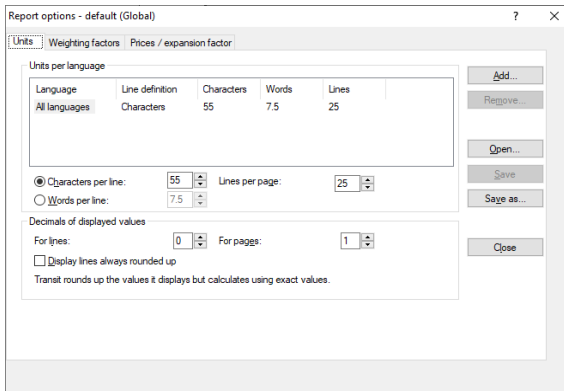 Report options - default (Global)
Units Weighting factors Prices / expansion factor
Units per language
Language Line definition Characters Words Lines
All languages Characters 55 7.5 25
Characters per line: 55 Lines per page: 25
Words per line: 7.5
Decimals of displayed values
For lines: 0 For pages: 1
Display lines always rounded up
Transit rounds up the values it displays but calculates using exact values.
Add...
Remove...
Open...
Save
Save as...
Close